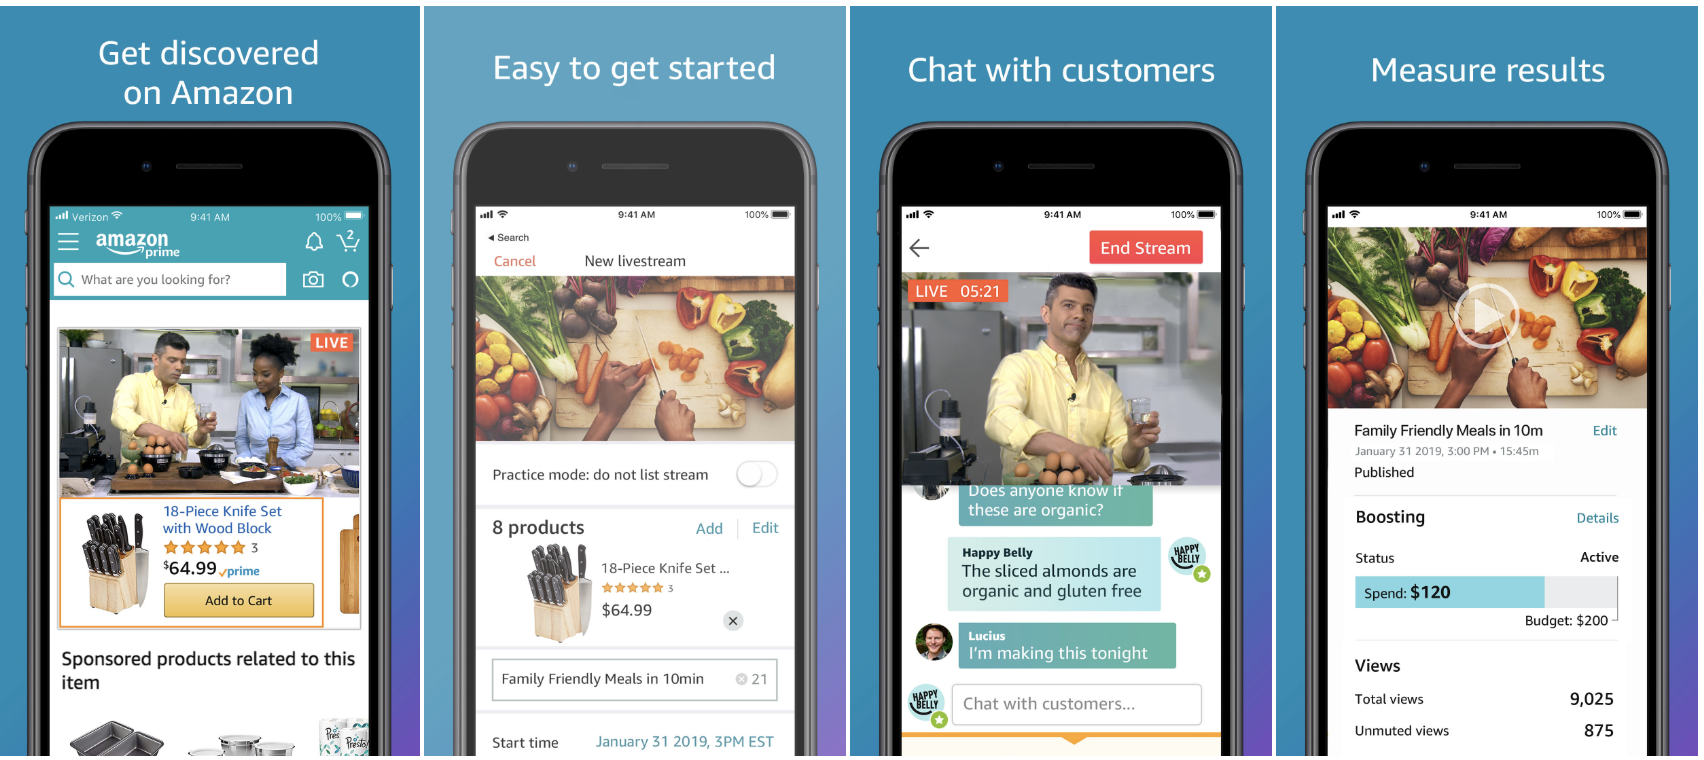 Get discovered
on Amazon
Verizon 9:41 AM 100%
amazon
prime
2
What are you looking for?
LIVE
18-Piece Knife Set
with Wood Block
3
$64.99 prime
Add to Cart
Sponsored products related to this
item
Presto!
Easy to get started
9:41 AM 100%
◀ Search
Cancel New livestream
Practice mode: do not list stream
8 products Add Edit
18-Piece Knife Set ...
3
$64.99
Family Friendly Meals in 10min 21
Start time January 31 2019, 3PM EST
Chat with customers
9:41 AM 100%
End Stream
LIVE 05:21
Does anyone know if
these are organic?
Happy Belly
The sliced almonds are
organic and gluten free
HAPPY
BELLY
Lucius
I'm making this tonight
HAPPY
BELLY
Chat with customers...
Measure results
9:41 AM 100%
Family Friendly Meals in 10m Edit
January 31 2019, 3:00 PM • 15:45m
Published
Boosting Details
Status Active
Spend: $120
Budget: $200
Views
Total views 9,025
Unmuted views 875